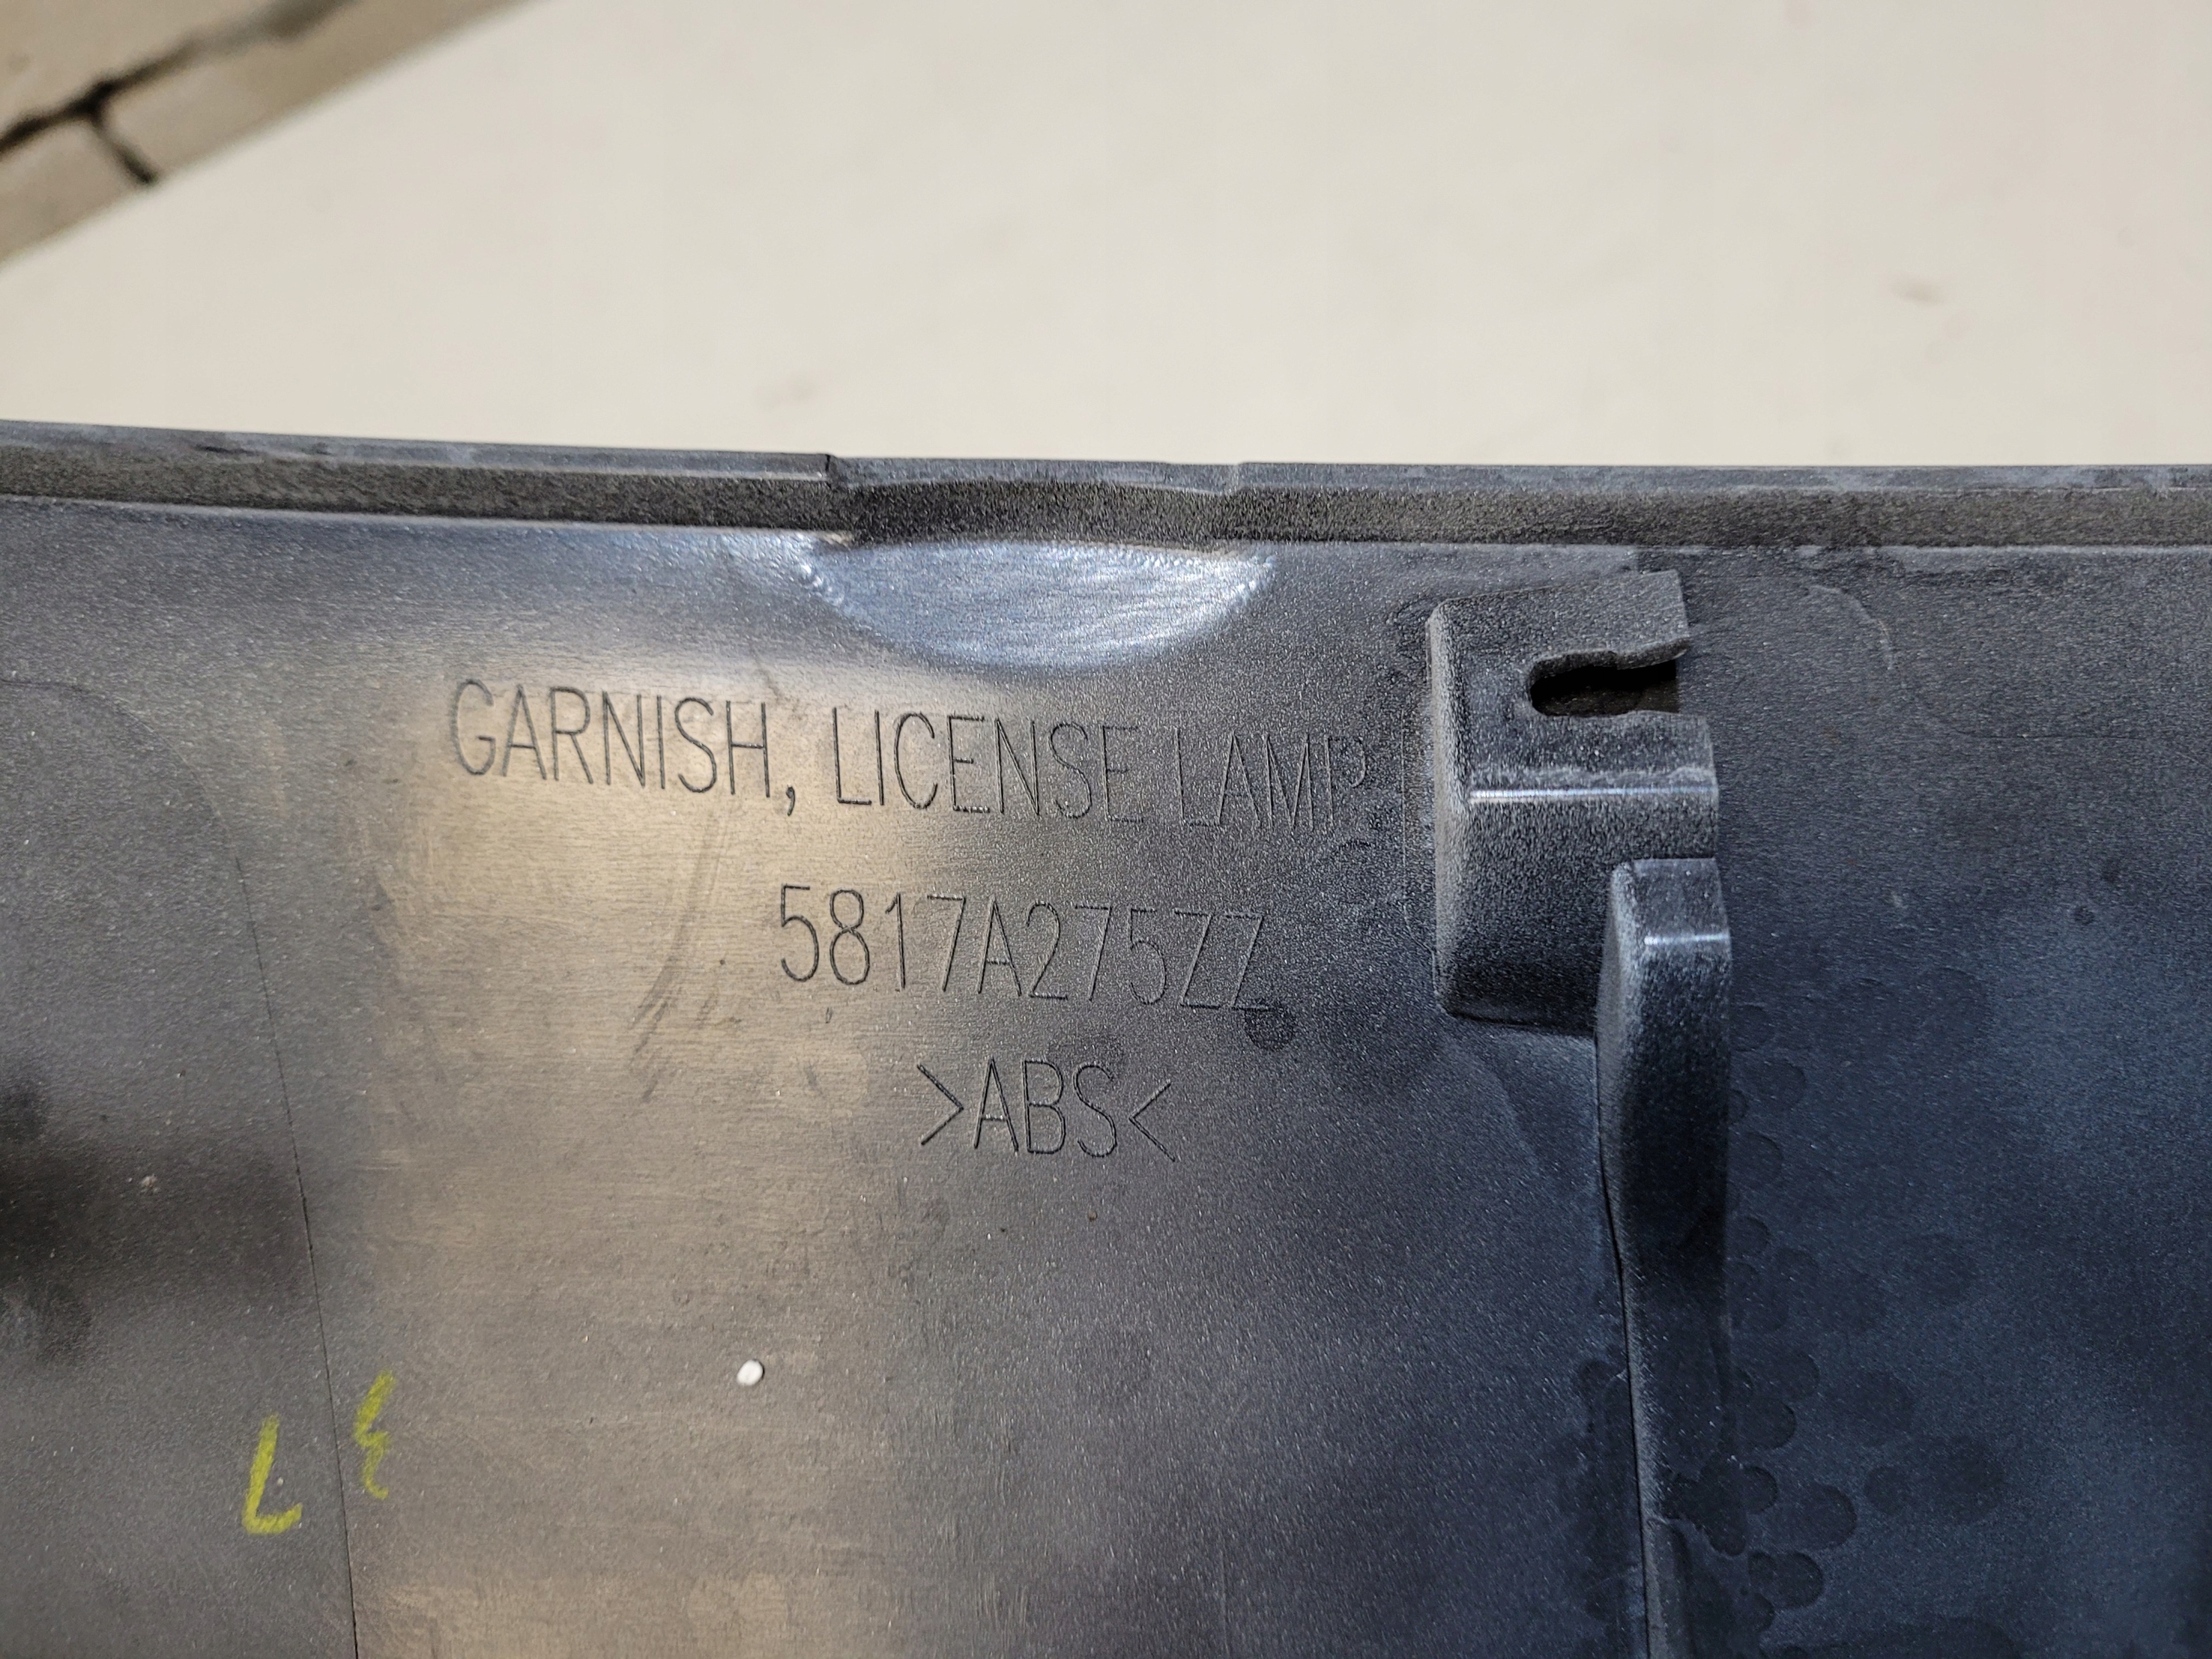 GARNISH, LICENSE LAMP
5817A275ZZ
>ABS<